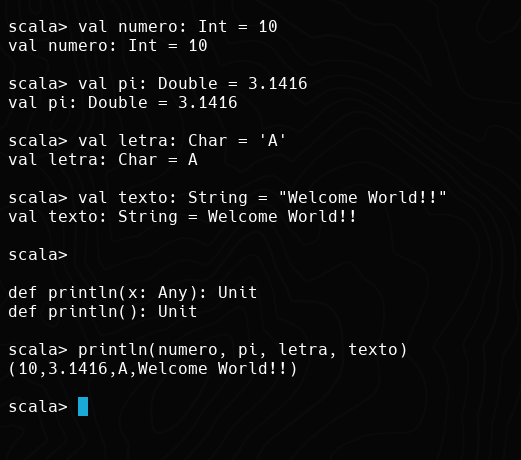 scala> val numero: Int = 10
val numero: Int = 10
scala> val pi: Double = 3.1416
val pi: Double = 3.1416
scala> val letra: Char = 'A'
val letra: Char = A
scala> val texto: String = "Welcome World!!"
val texto: String = Welcome World!!
scala>
def println(x: Any): Unit
def println(): Unit
scala> println(numero, pi, letra, texto)
(10,3.1416,A,Welcome World!!)
scala>